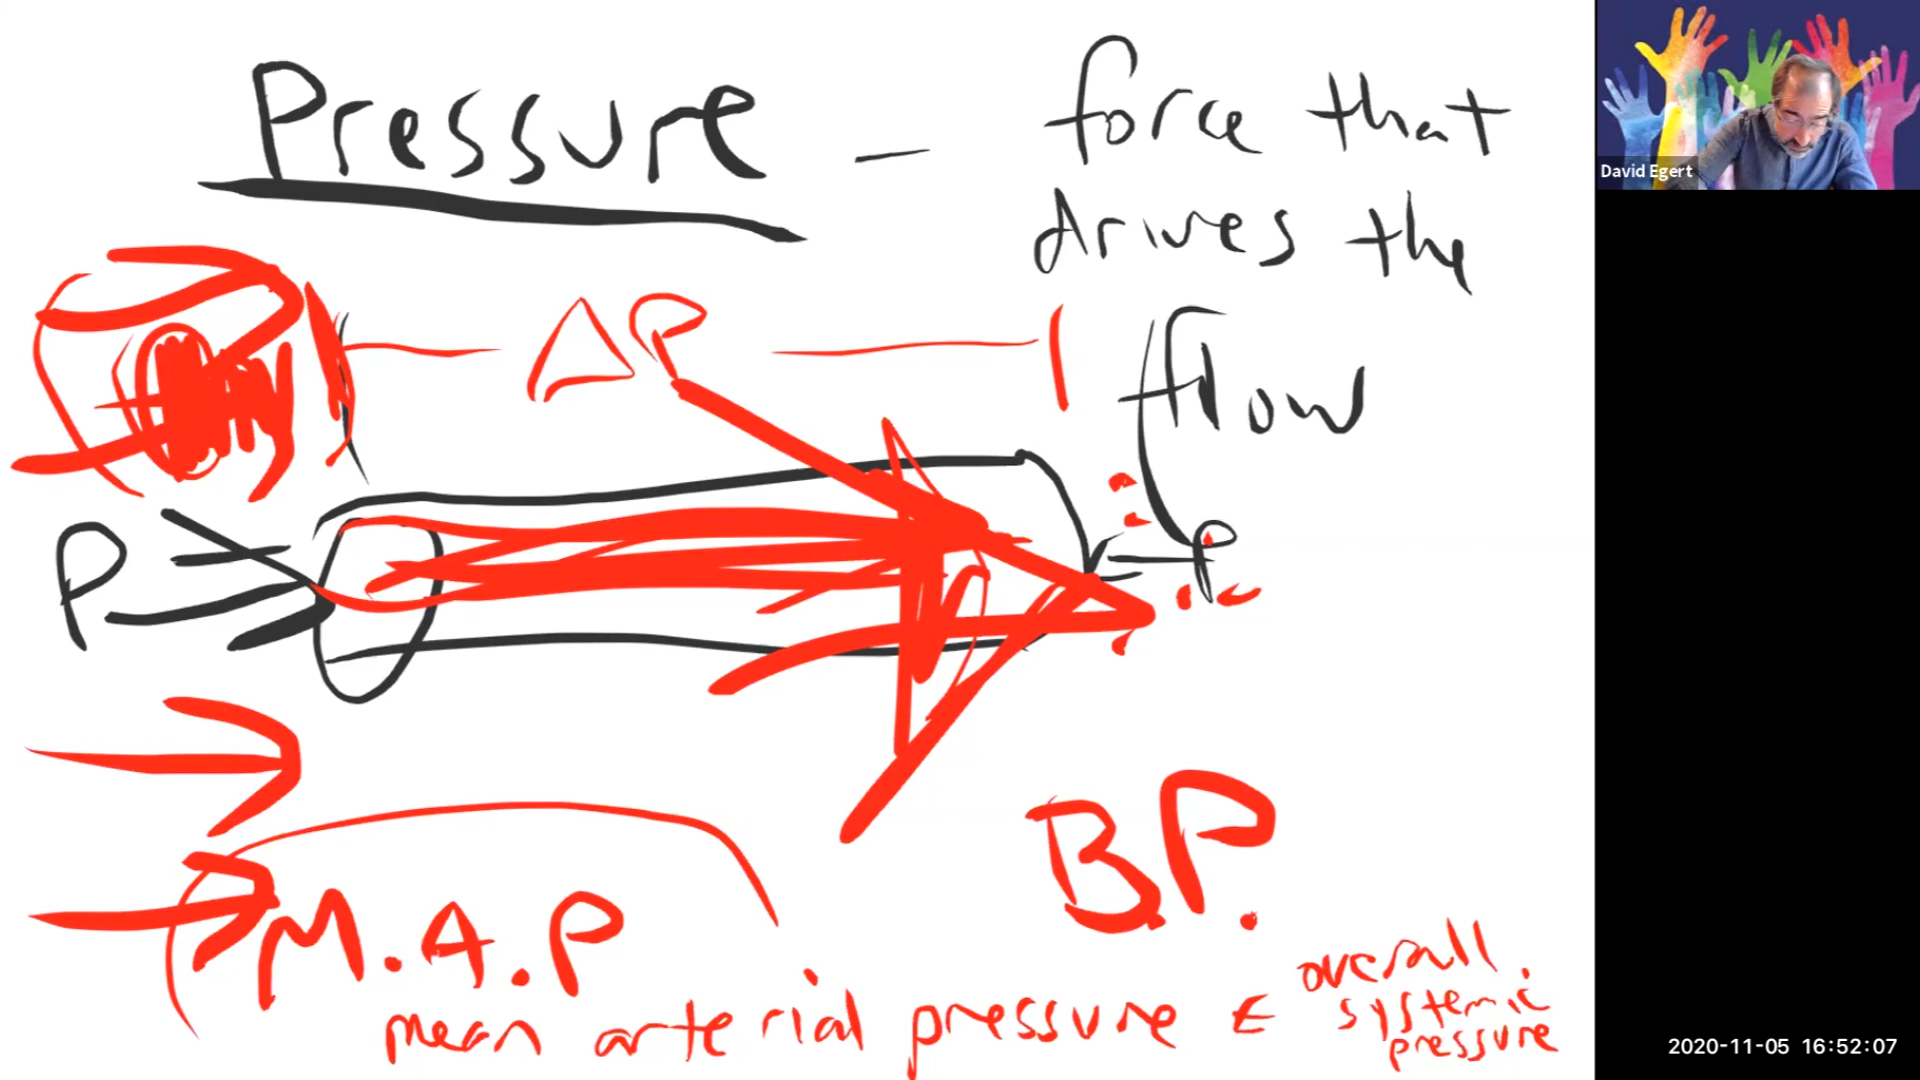 Pressure – force that
drives the
flow
ΔP
P
P
M.A.P
B.P.
mean arterial pressure ← overall
systemic
pressure
David Egert
2020-11-05 16:52:07